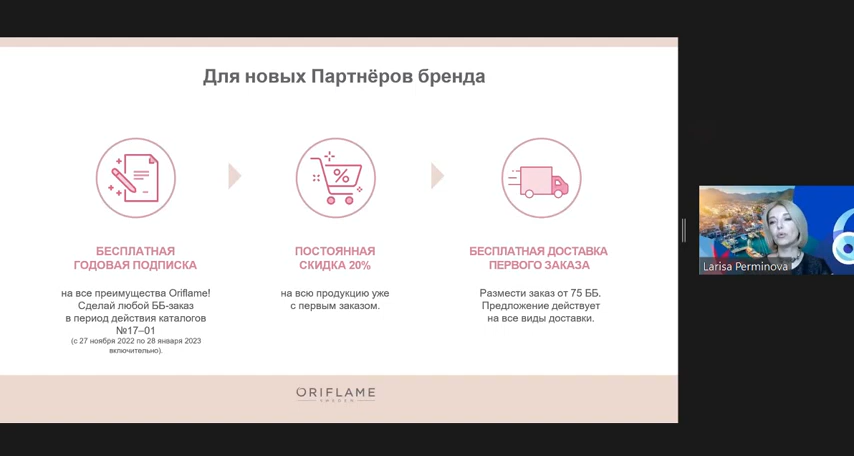 Для новых Партнёров бренда
БЕСПЛАТНАЯ
ГОДОВАЯ ПОДПИСКА
на все преимущества Oriflame!
Сделай любой ББ-заказ
в период действия каталогов
№17–01
(с 27 ноября 2022 по 28 января 2023
включительно).
%
ПОСТОЯННАЯ
СКИДКА 20%
на всю продукцию уже
с первым заказом.
БЕСПЛАТНАЯ ДОСТАВКА
ПЕРВОГО ЗАКАЗА
Размести заказ от 75 ББ.
Предложение действует
на все виды доставки.
ORIFLAME
SWEDEN
Larisa Perminova